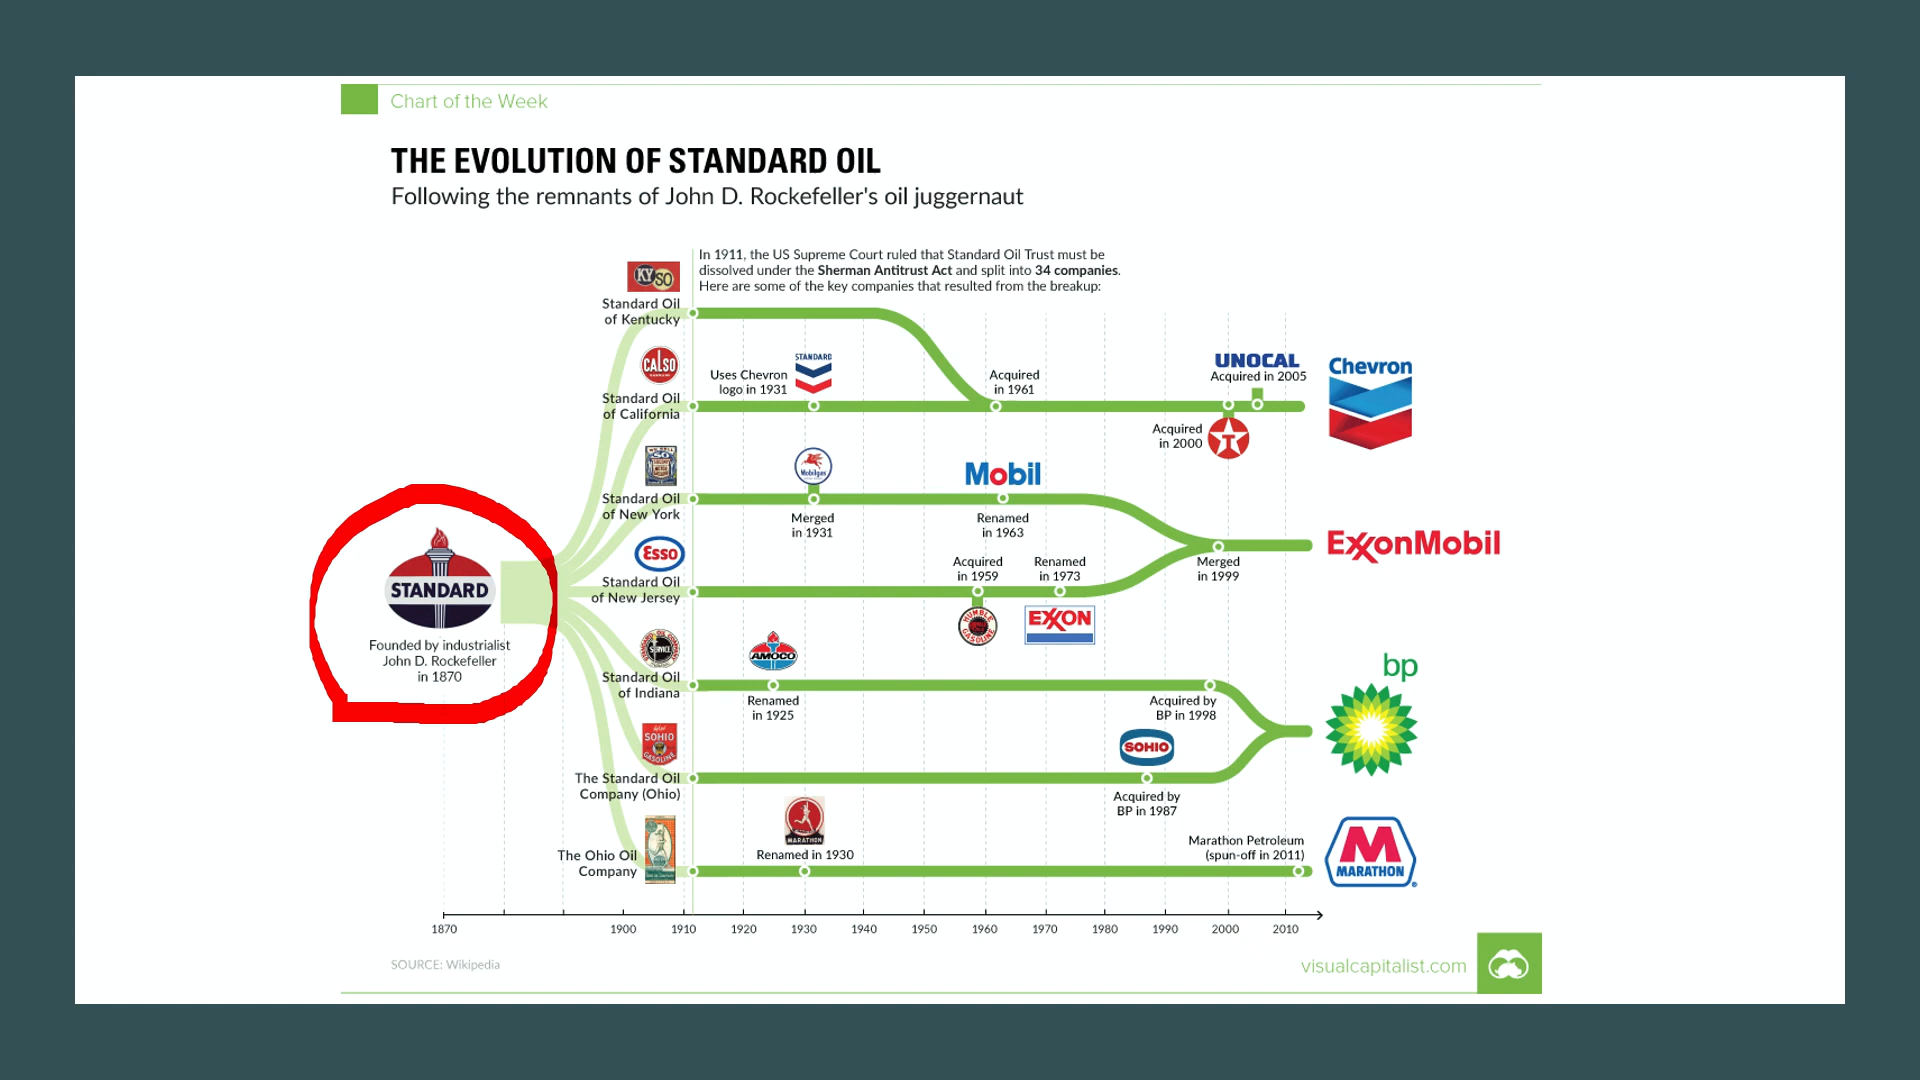 Chart of the Week
THE EVOLUTION OF STANDARD OIL
Following the remnants of John D. Rockefeller's oil juggernaut
In 1911, the US Supreme Court ruled that Standard Oil Trust must be
dissolved under the Sherman Antitrust Act and split into 34 companies.
Here are some of the key companies that resulted from the breakup:
KYSO
Standard Oil
of Kentucky
CALSO
Standard Oil
of California
Uses Chevron
logo in 1931
STANDARD
Acquired
in 1961
UNOCAL
Acquired in 2005
Acquired
in 2000
T
Chevron
SO
Standard Oil
of New York
Mobilgas
Merged
in 1931
Mobil
Renamed
in 1963
Esso
Standard Oil
of New Jersey
Acquired
in 1959
HUMBLE
GASOLINE
Renamed
in 1973
EXXON
Merged
in 1999
ExxonMobil
STANDARD
Founded by industrialist
John D. Rockefeller
in 1870
SERVICE
Standard Oil
of Indiana
AMOCO
Renamed
in 1925
Acquired by
BP in 1998
bp
SOHIO
GASOLINE
The Standard Oil
Company (Ohio)
SOHIO
Acquired by
BP in 1987
The Ohio Oil
Company
MARATHON
Renamed in 1930
Marathon Petroleum
(spun-off in 2011)
M
MARATHON
1870 1900 1910 1920 1930 1940 1950 1960 1970 1980 1990 2000 2010
SOURCE: Wikipedia
visualcapitalist.com